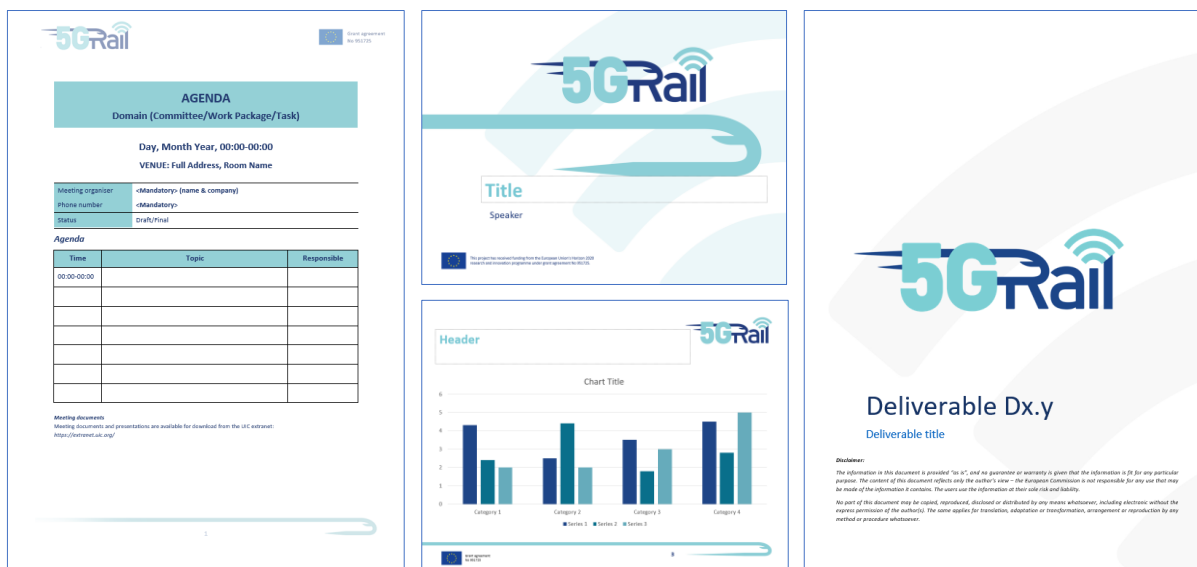 5GRail
Grant agreement
No 951725
AGENDA
Domain (Committee/Work Package/Task)
Day, Month Year, 00:00-00:00
VENUE: Full Address, Room Name
Meeting organiser <Mandatory> (name & company)
Phone number <Mandatory>
Status Draft/Final
Agenda
Time Topic Responsible
00:00-00:00
Meeting documents
Meeting documents and presentations are available for download from the UIC extranet:
https://extranet.uic.org/
1
5GRail
Title
Speaker
This project has received funding from the European Union's Horizon 2020
research and innovation programme under grant agreement No 951725.
Header
5GRail
Chart Title
6
5
4
3
2
1
0
Category 1 Category 2 Category 3 Category 4
Series 1 Series 2 Series 3
Grant agreement
No 951725
5GRail
Deliverable Dx.y
Deliverable title
Disclaimer:
The information in this document is provided "as is", and no guarantee or warranty is given that the information is fit for any particular
purpose. The content of this document reflects only the author's view – the European Commission is not responsible for any use that may
be made of the information it contains. The users use the information at their sole risk and liability.
No part of this document may be copied, reproduced, disclosed or distributed by any means whatsoever, including electronic without the
express permission of the author(s). The same applies for translation, adaptation or transformation, arrangement or reproduction by any
method or procedure whatsoever.